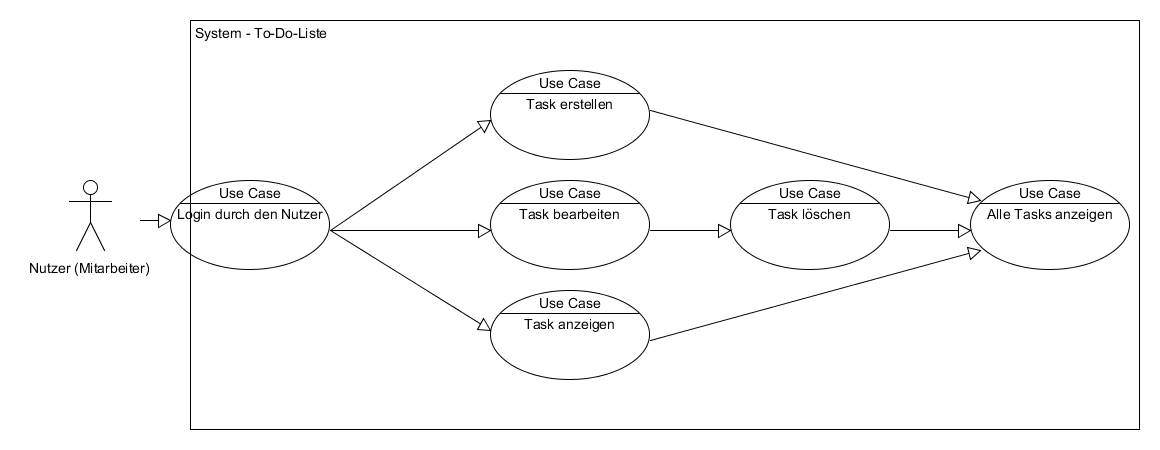 System - To-Do-Liste
Use Case
Task erstellen
Use Case
Login durch den Nutzer
Use Case
Task bearbeiten
Use Case
Task löschen
Use Case
Alle Tasks anzeigen
Nutzer (Mitarbeiter)
Use Case
Task anzeigen